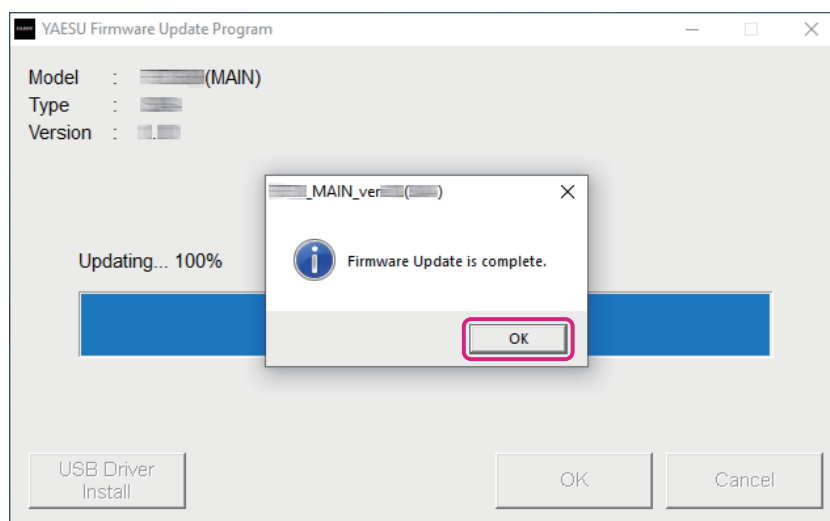 YAESU Firmware Update Program
Model : (MAIN)
Type :
Version : .
_MAIN_ver ( )
Updating... 100%
Firmware Update is complete.
OK
USB Driver
Install
OK
Cancel